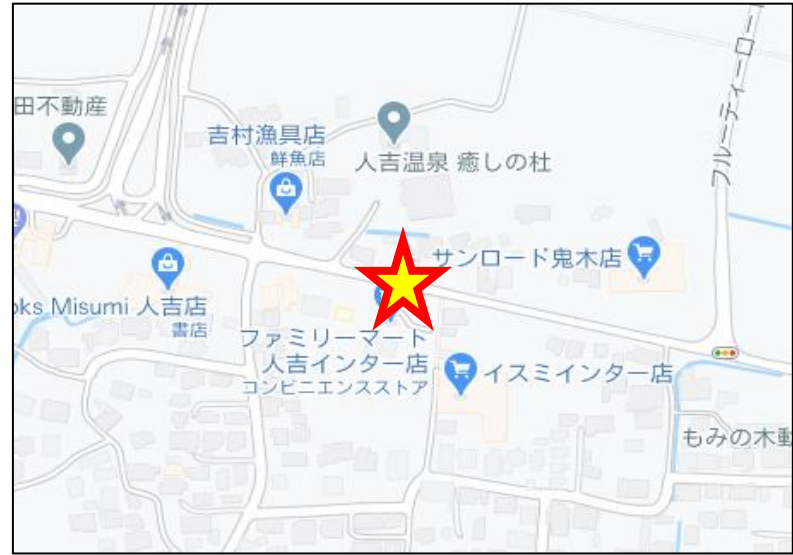 田不動産
吉村漁具店
鮮魚店
人吉温泉 癒しの杜
フルーティーロード
サンロード鬼木店
oks Misumi 人吉店
書店
ファミリーマート
人吉インター店
コンビニエンスストア
イスミインター店
もみの木動